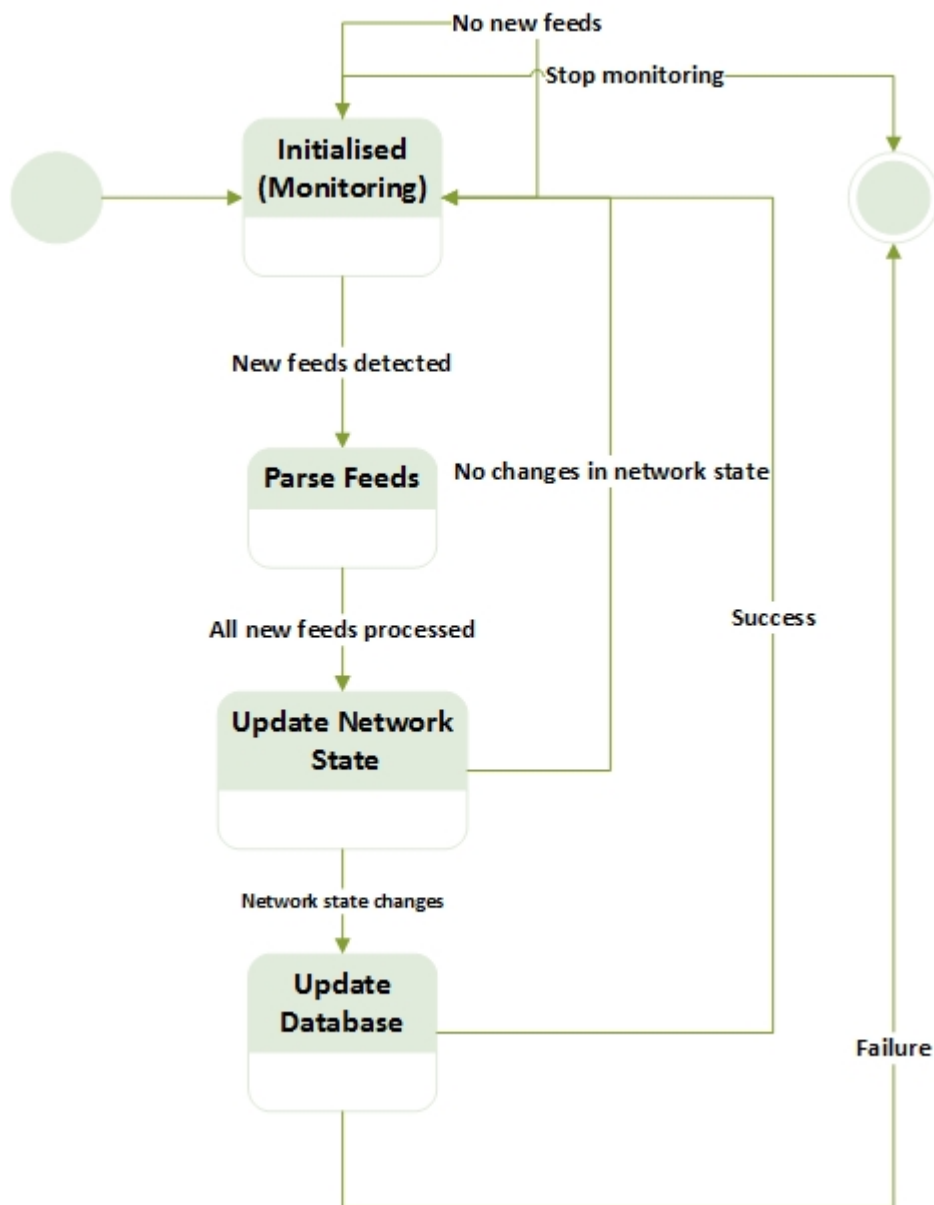 No new feeds
Stop monitoring
Initialised
(Monitoring)
New feeds detected
Parse Feeds
No changes in network state
All new feeds processed
Success
Update Network
State
Network state changes
Update
Database
Failure